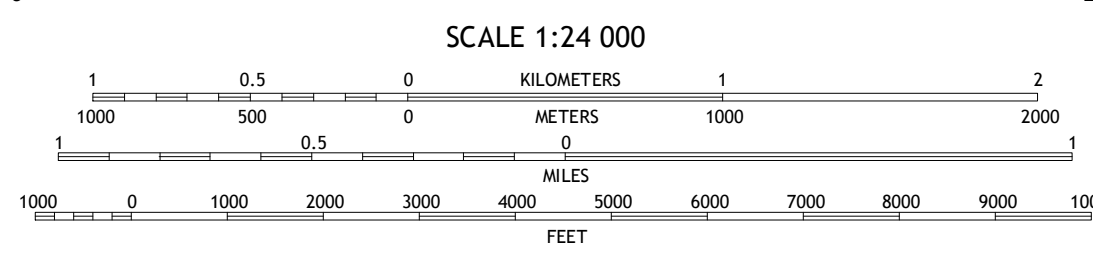 SCALE 1:24 000
1 0.5 0 KILOMETERS 1 2
1000 500 0 METERS 1000 2000
1 0.5 0 1
MILES
1000 0 1000 2000 3000 4000 5000 6000 7000 8000 9000
FEET